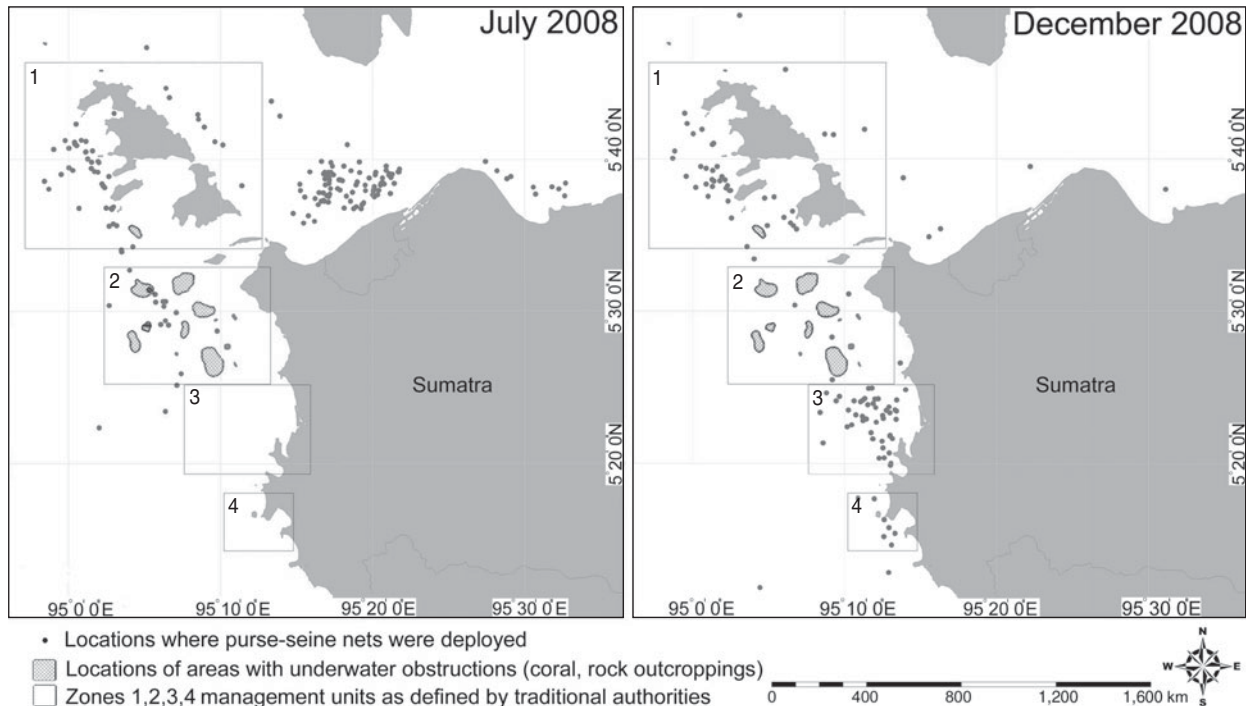 July 2008
1
2
3
4
Sumatra
5°40'0"N
5°30'0"N
5°20'0"N
95°0'0"E
95°10'0"E
95°20'0"E
95°30'0"E
December 2008
1
2
3
4
Sumatra
5°40'0"N
5°30'0"N
5°20'0"N
95°0'0"E
95°10'0"E
95°20'0"E
95°30'0"E
Locations where purse-seine nets were deployed
Locations of areas with underwater obstructions (coral, rock outcroppings)
Zones 1,2,3,4 management units as defined by traditional authorities
0 400 800 1,200 1,600 km
N
W E
S